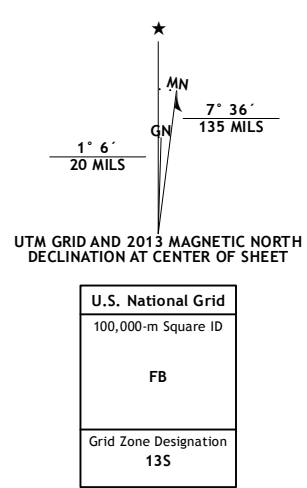 ★
MN
7° 36´
135 MILS
GN
1° 6´
20 MILS
UTM GRID AND 2013 MAGNETIC NORTH
DECLINATION AT CENTER OF SHEET
U.S. National Grid
100,000-m Square ID
FB
Grid Zone Designation
13S